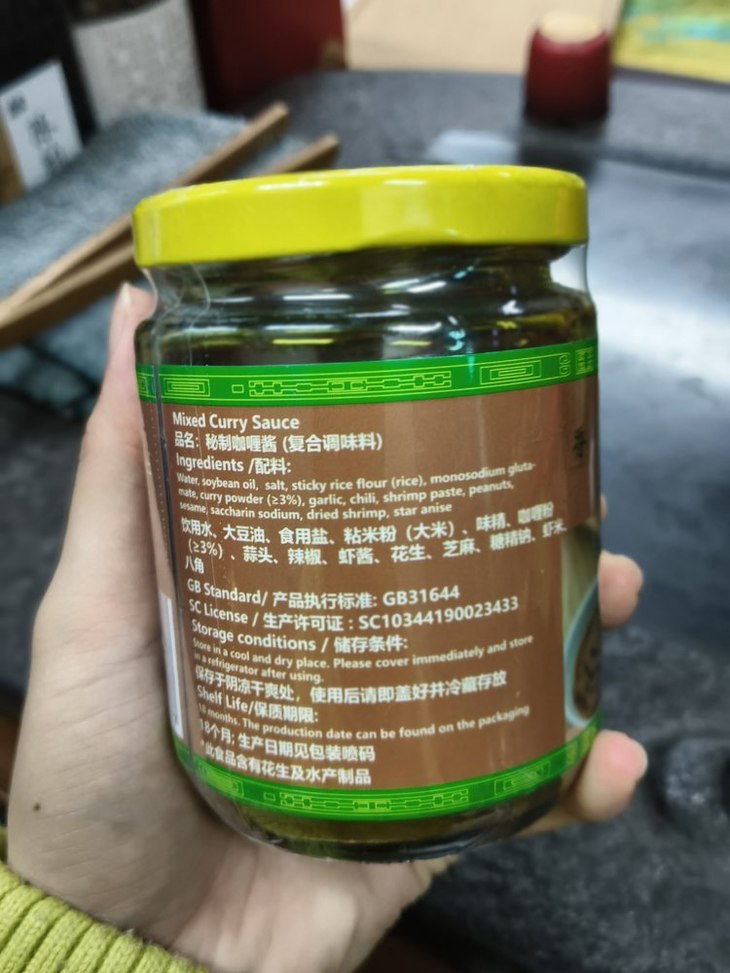 Mixed Curry Sauce
品名: 秘制咖喱酱 (复合调味料)
Ingredients /配料:
Water, soybean oil, salt, sticky rice flour (rice), monosodium gluta-
mate, curry powder (≥3%), garlic, chili, shrimp paste, peanuts,
sesame, saccharin sodium, dried shrimp, star anise
饮用水、大豆油、食用盐、粘米粉（大米）、味精、咖喱粉
(≥3%) 、蒜头、辣椒、虾酱、花生、芝麻、糖精钠、虾米、
八角
GB Standard/ 产品执行标准: GB31644
SC License / 生产许可证 : SC10344190023433
Storage conditions / 储存条件:
Store in a cool and dry place. Please cover immediately and store
in a refrigerator after using.
保存于阴凉干爽处，使用后请即盖好并冷藏存放
Shelf Life/保质期限:
18 months. The production date can be found on the packaging
18个月; 生产日期见包装喷码
*此食品含有花生及水产制品